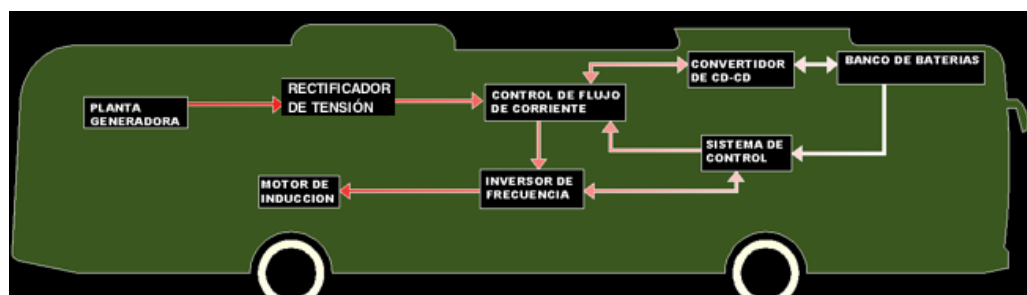 PLANTA
GENERADORA
RECTIFICADOR
DE TENSIÓN
CONTROL DE FLUJO
DE CORRIENTE
CONVERTIDOR
DE CD-CD
BANCO DE BATERIAS
SISTEMA DE
CONTROL
MOTOR DE
INDUCCION
INVERSOR DE
FRECUENCIA